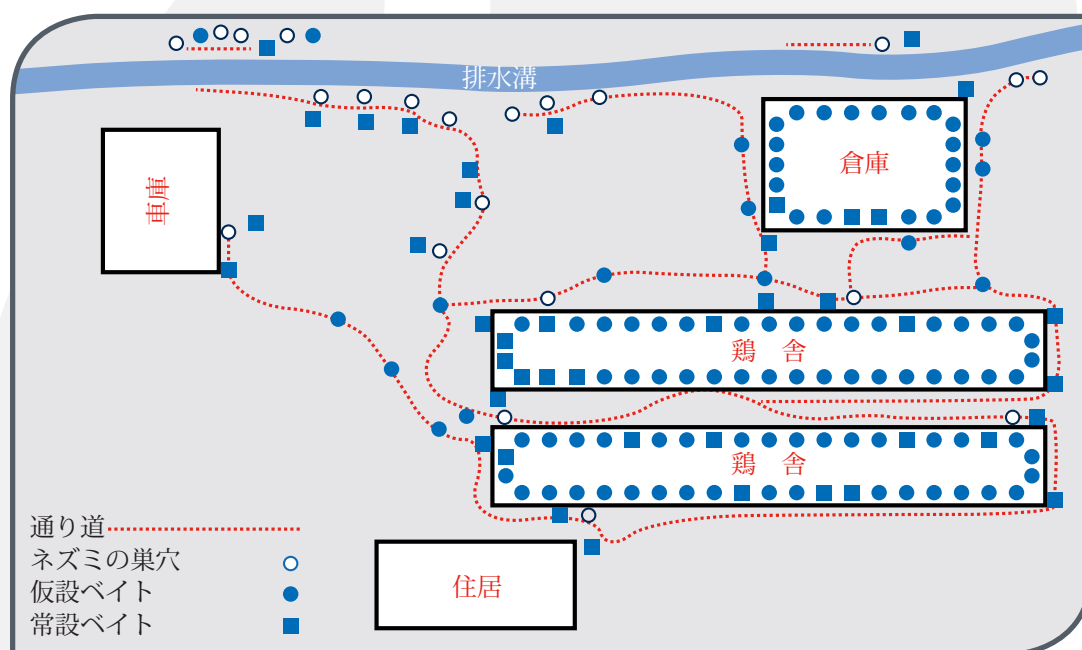 排水溝
倉庫
車庫
鶏 舎
鶏 舎
住居
通り道
ネズミの巣穴
仮設ベイト
常設ベイト